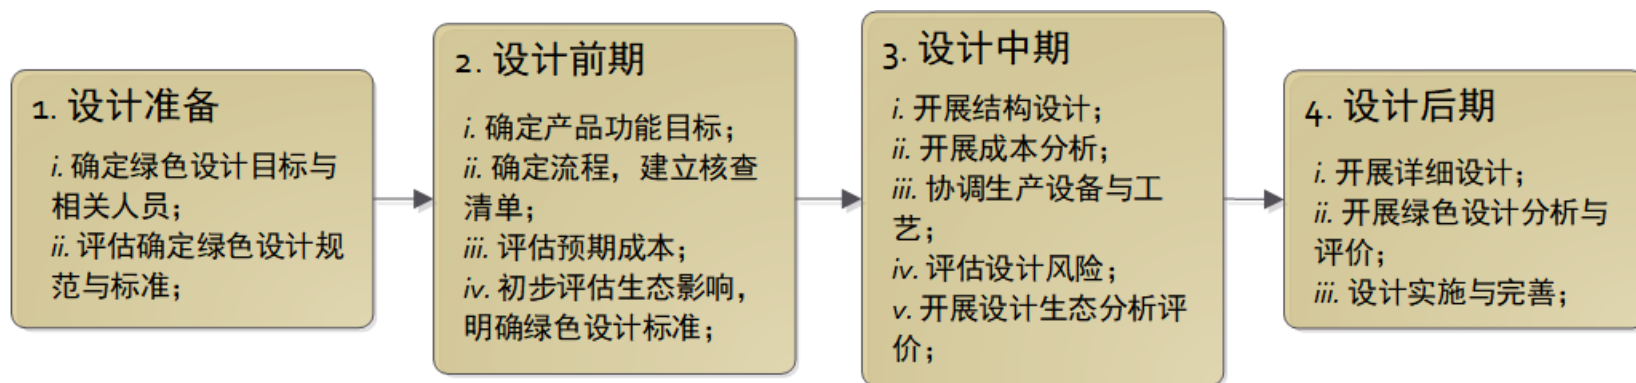 1. 设计准备
i. 确定绿色设计目标与
相关人员；
ii. 评估确定绿色设计规
范与标准；
2. 设计前期
i. 确定产品功能目标；
ii. 确定流程，建立核查
清单；
iii. 评估预期成本；
iv. 初步评估生态影响，
明确绿色设计标准；
3. 设计中期
i. 开展结构设计；
ii. 开展成本分析；
iii. 协调生产设备与工
艺；
iv. 评估设计风险；
v. 开展设计生态分析评
价；
4. 设计后期
i. 开展详细设计；
ii. 开展绿色设计分析与
评价；
iii. 设计实施与完善；